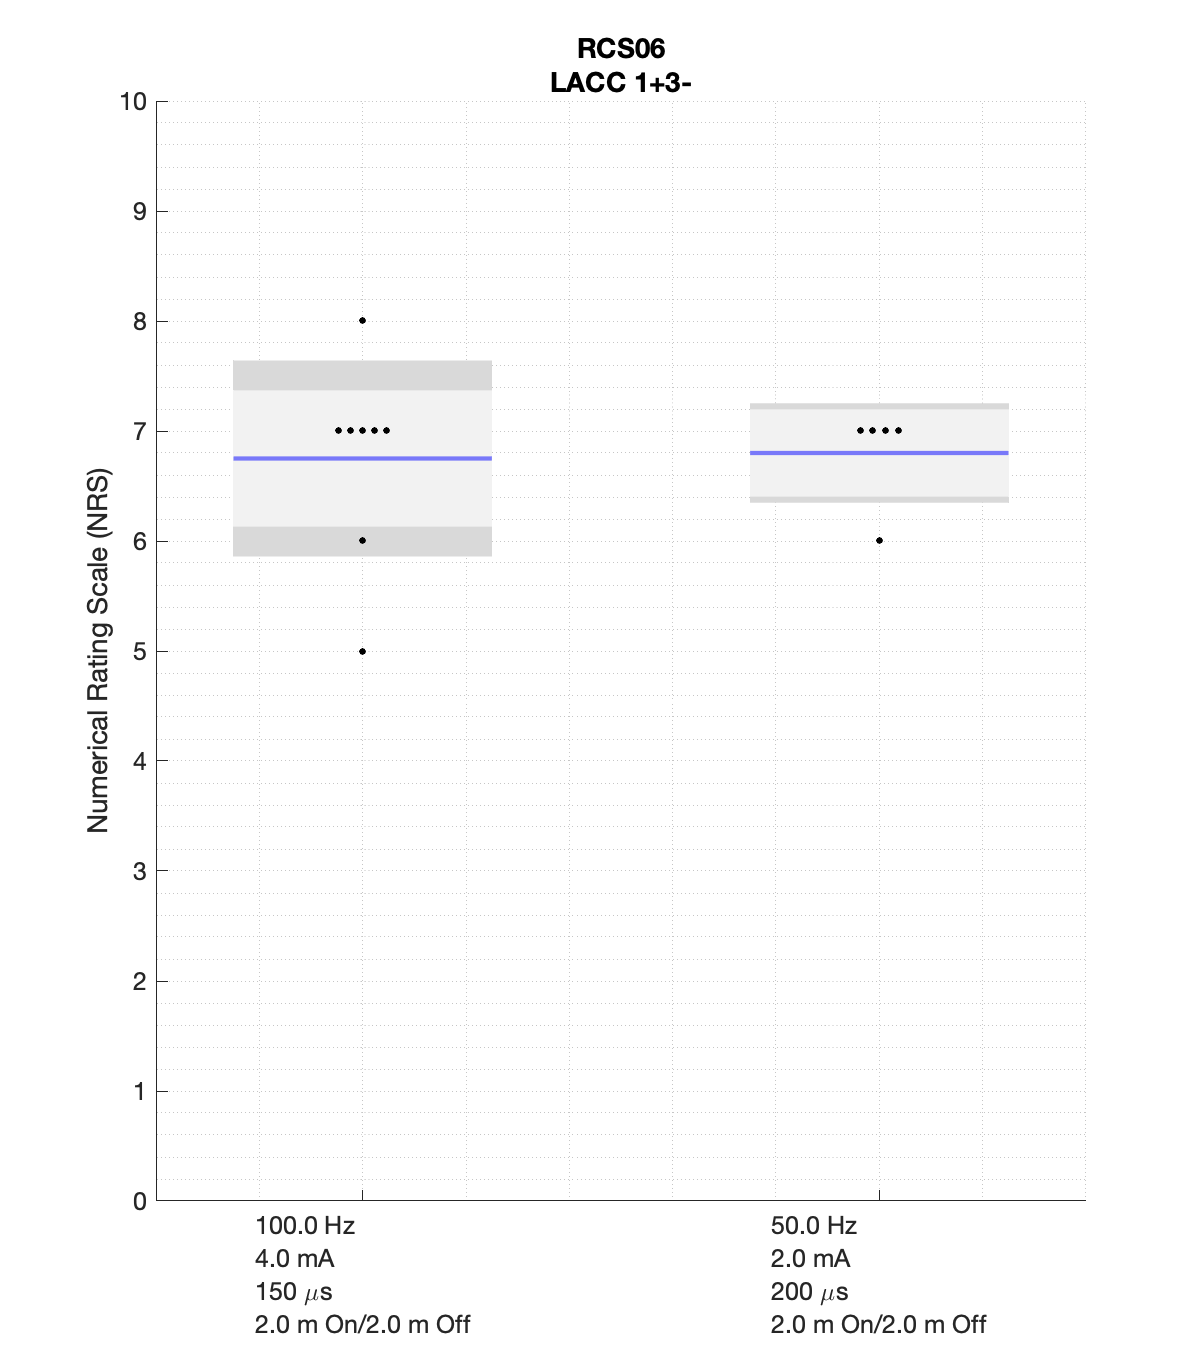 RCS06
LACC 1+3-
10
9
8
7
6
5
4
3
2
1
0
Numerical Rating Scale (NRS)
100.0 Hz
4.0 mA
150 μs
2.0 m On/2.0 m Off
50.0 Hz
2.0 mA
200 μs
2.0 m On/2.0 m Off